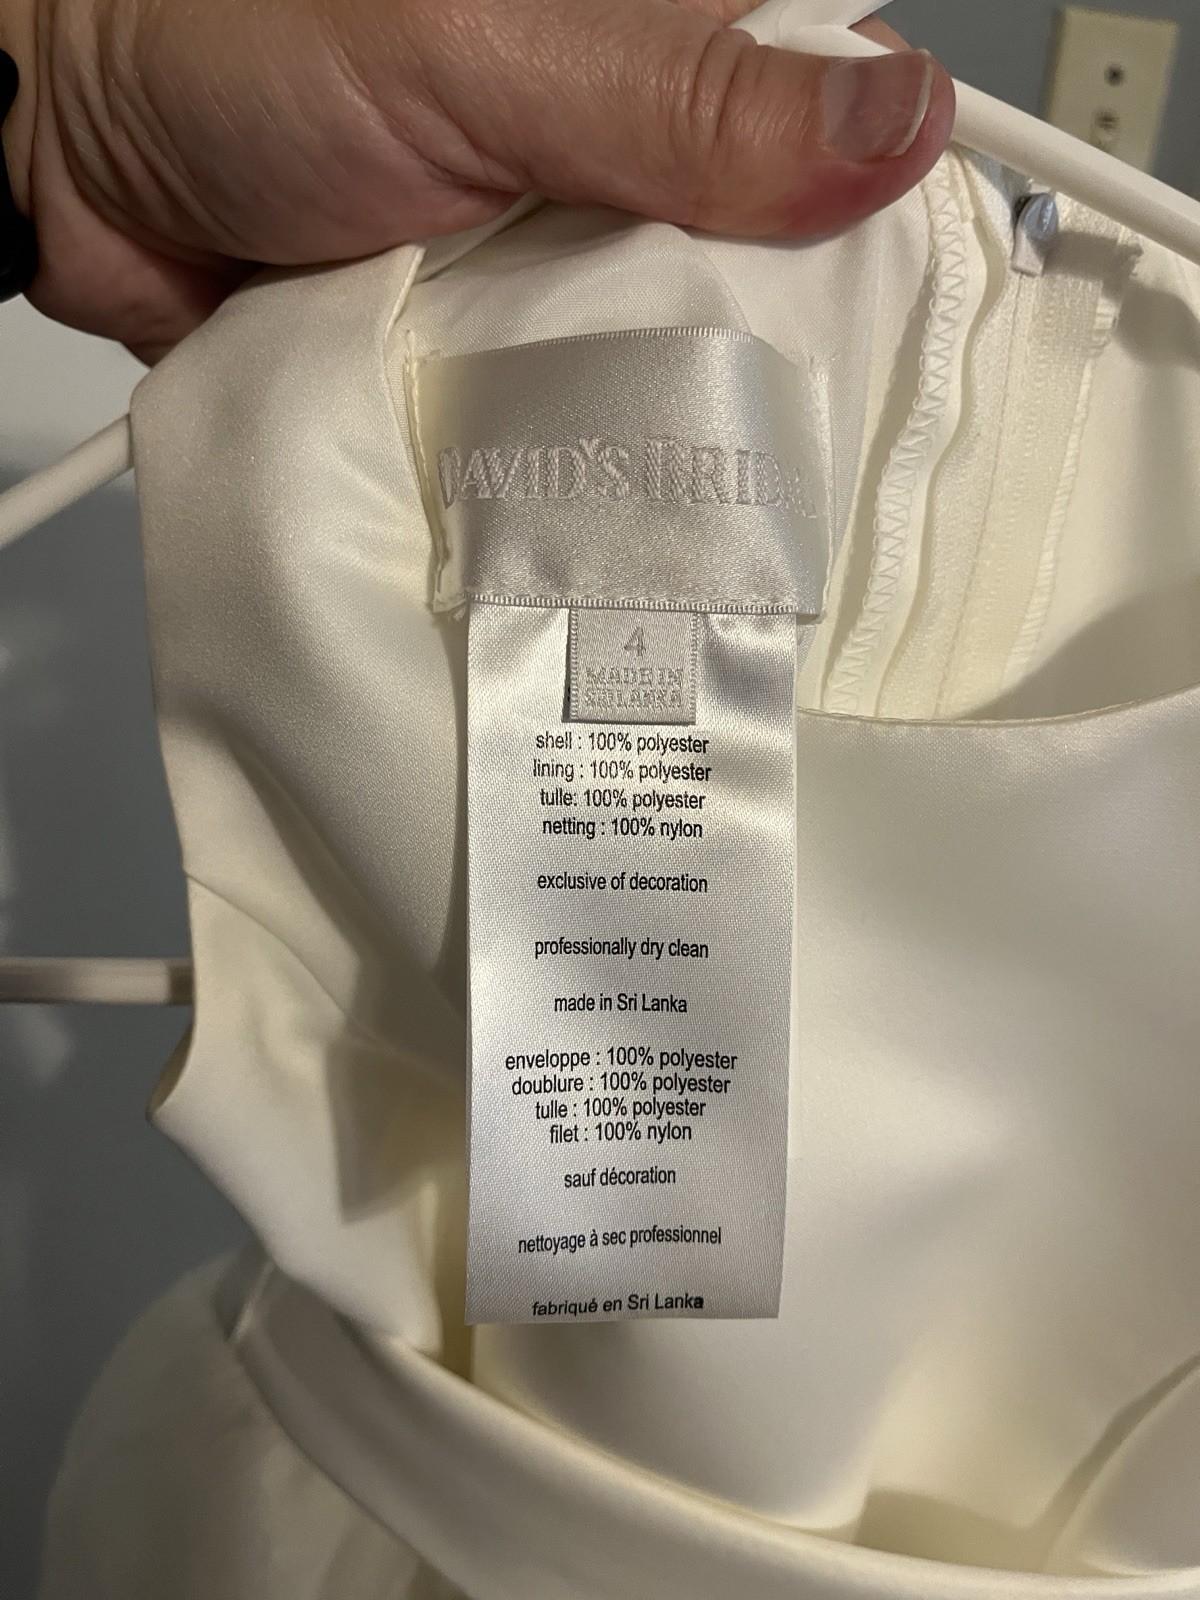 DAVID'S BRIDAL
4
MADE IN
SRI LANKA
shell : 100% polyester
lining : 100% polyester
tulle: 100% polyester
netting : 100% nylon
exclusive of decoration
professionally dry clean
made in Sri Lanka
enveloppe : 100% polyester
doublure : 100% polyester
tulle : 100% polyester
filet : 100% nylon
sauf décoration
nettoyage à sec professionnel
fabriqué en Sri Lanka